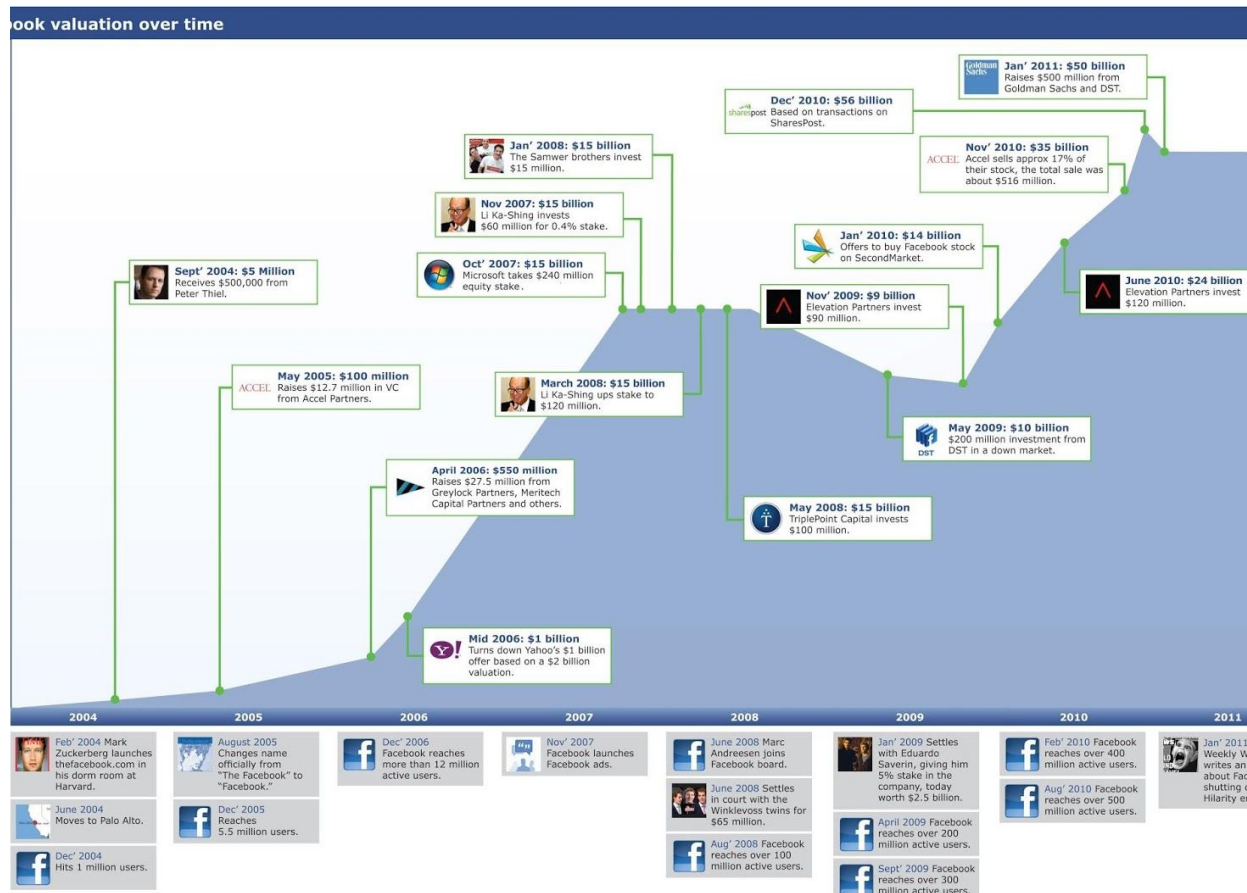 ook valuation over time
Goldman
Sachs
Jan' 2011: $50 billion
Raises $500 million from
Goldman Sachs and DST.
sharespost
Dec' 2010: $56 billion
Based on transactions on
SharesPost.
ACCEL
Nov' 2010: $35 billion
Accel sells approx 17% of
their stock, the total sale was
about $516 million.
Jan' 2008: $15 billion
The Samwer brothers invest
$15 million.
Nov 2007: $15 billion
Li Ka-Shing invests
$60 million for 0.4% stake.
Oct' 2007: $15 billion
Microsoft takes $240 million
equity stake.
Jan' 2010: $14 billion
Offers to buy Facebook stock
on SecondMarket.
Sept' 2004: $5 Million
Receives $500,000 from
Peter Thiel.
June 2010: $24 billion
Elevation Partners invest
$120 million.
Nov' 2009: $9 billion
Elevation Partners invest
$90 million.
ACCEL
May 2005: $100 million
Raises $12.7 million in VC
from Accel Partners.
March 2008: $15 billion
Li Ka-Shing ups stake to
$120 million.
DST
May 2009: $10 billion
$200 million investment from
DST in a down market.
April 2006: $550 million
Raises $27.5 million from
Greylock Partners, Meritech
Capital Partners and others.
T
May 2008: $15 billion
TriplePoint Capital invests
$100 million.
Y!
Mid 2006: $1 billion
Turns down Yahoo's $1 billion
offer based on a $2 billion
valuation.
2004 2005 2006 2007 2008 2009 2010 2011
Feb' 2004 Mark
Zuckerberg launches
thefacebook.com in
his dorm room at
Harvard.
June 2004
Moves to Palo Alto.
f
Dec' 2004
Hits 1 million users.
August 2005
Changes name
officially from
"The Facebook" to
"Facebook."
f
Dec' 2005
Reaches
5.5 million users.
f
Dec' 2006
Facebook reaches
more than 12 million
active users.
Nov' 2007
Facebook launches
Facebook ads.
f
June 2008 Marc
Andreesen joins
Facebook board.
June 2008 Settles
in court with the
Winklevoss twins for
$65 million.
f
Aug' 2008 Facebook
reaches over 100
million active users.
Jan' 2009 Settles
with Eduardo
Saverin, giving him
5% stake in the
company, today
worth $2.5 billion.
f
April 2009 Facebook
reaches over 200
million active users.
f
Sept' 2009 Facebook
reaches over 300
million active users.
f
Feb' 2010 Facebook
reaches over 400
million active users.
f
Aug' 2010 Facebook
reaches over 500
million active users.
Jan' 2011
Weekly W
writes an
about Fac
shutting
Hilarity e